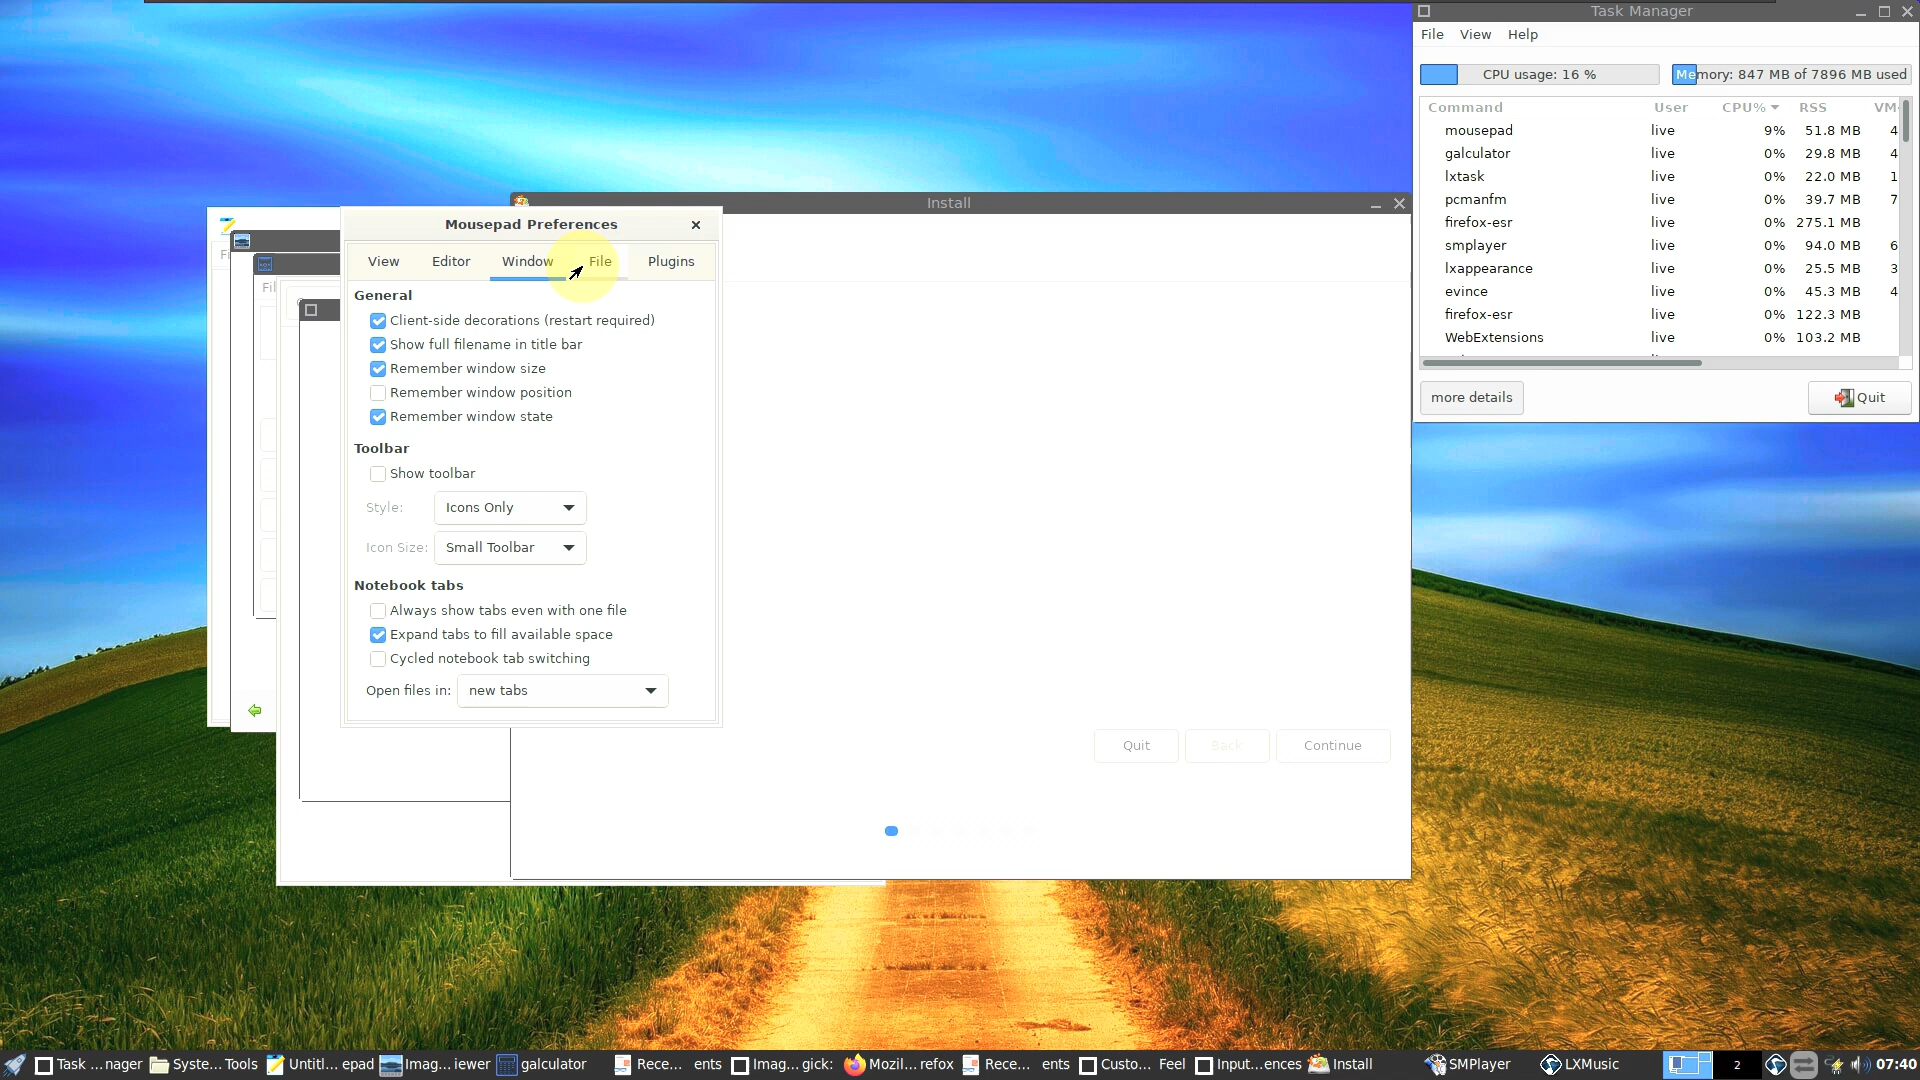 Task Manager
File View Help
CPU usage: 16 %
Memory: 847 MB of 7896 MB used
Command User CPU% RSS VM-
mousepad live 9% 51.8 MB 4
galculator live 0% 29.8 MB 4
lxtask live 0% 22.0 MB 1
pcmanfm live 0% 39.7 MB 7
firefox-esr live 0% 275.1 MB
smplayer live 0% 94.0 MB 6
lxappearance live 0% 25.5 MB 3
evince live 0% 45.3 MB 4
firefox-esr live 0% 122.3 MB
WebExtensions live 0% 103.2 MB
more details
Quit
Install
Mousepad Preferences
View Editor Window File Plugins
General
Client-side decorations (restart required)
Show full filename in title bar
Remember window size
Remember window position
Remember window state
Toolbar
Show toolbar
Style: Icons Only
Icon Size: Small Toolbar
Notebook tabs
Always show tabs even with one file
Expand tabs to fill available space
Cycled notebook tab switching
Open files in: new tabs
Quit Back Continue
Task ...nager Syste... Tools Untitl... epad Imag...iewer galculator Rece... ents Imag...gick: Mozil...refox Rece... ents Custo... Feel Input...ences Install SMPlayer LXMusic 2 07:40